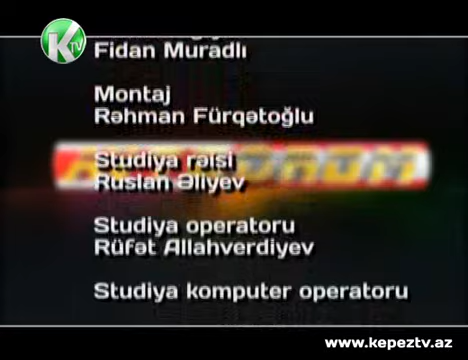 K TV
Fidan Muradlı
Montaj
Rəhman Fürqətoğlu
Studiya rəisi
Ruslan Əliyev
Studiya operatoru
Rüfət Allahverdiyev
Studiya komputer operatoru
www.kepeztv.az